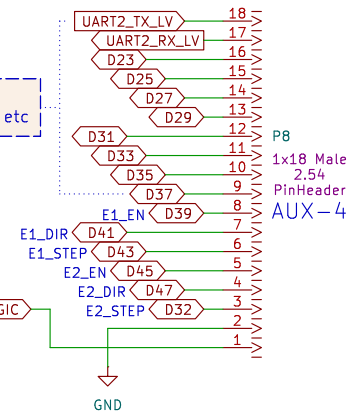 UART2_TX_LV 18
UART2_RX_LV 17
D23 16
D25 15
D27 14
D29 13
D31 12
D33 11
D35 10
D37 9
E1_EN D39 8
E1_DIR D41 7
E1_STEP D43 6
E2_EN D45 5
E2_DIR D47 4
E2_STEP D32 3
2
GIC 1
etc
P8
1x18 Male
2.54
PinHeader
AUX-4
GND